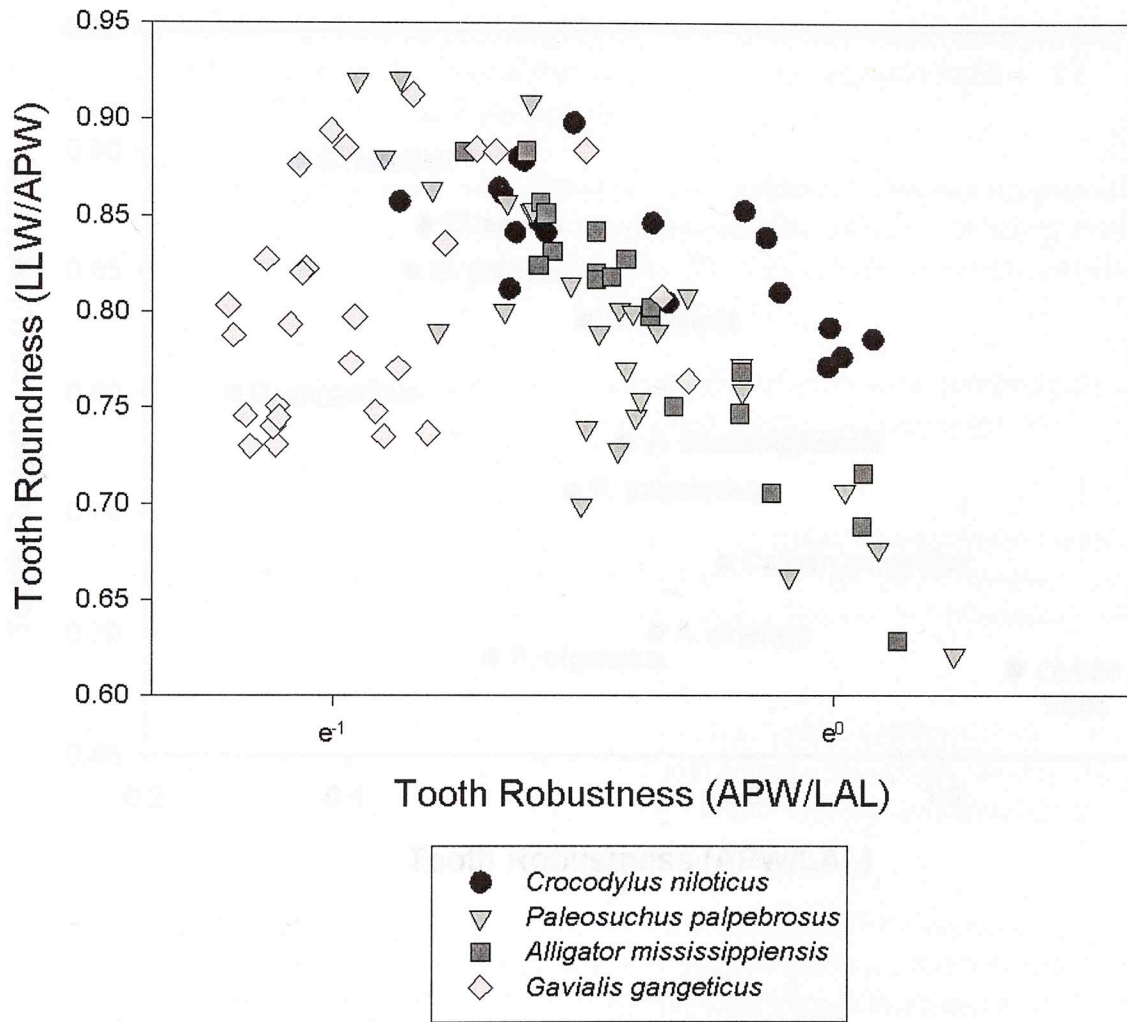 0.95
0.90
0.85
0.80
0.75
0.70
0.65
0.60
Tooth Roundness (LLW/APW)
e⁻¹
e⁰
Tooth Robustness (APW/LAL)
Crocodylus niloticus
Paleosuchus palpebrosus
Alligator mississippiensis
Gavialis gangeticus